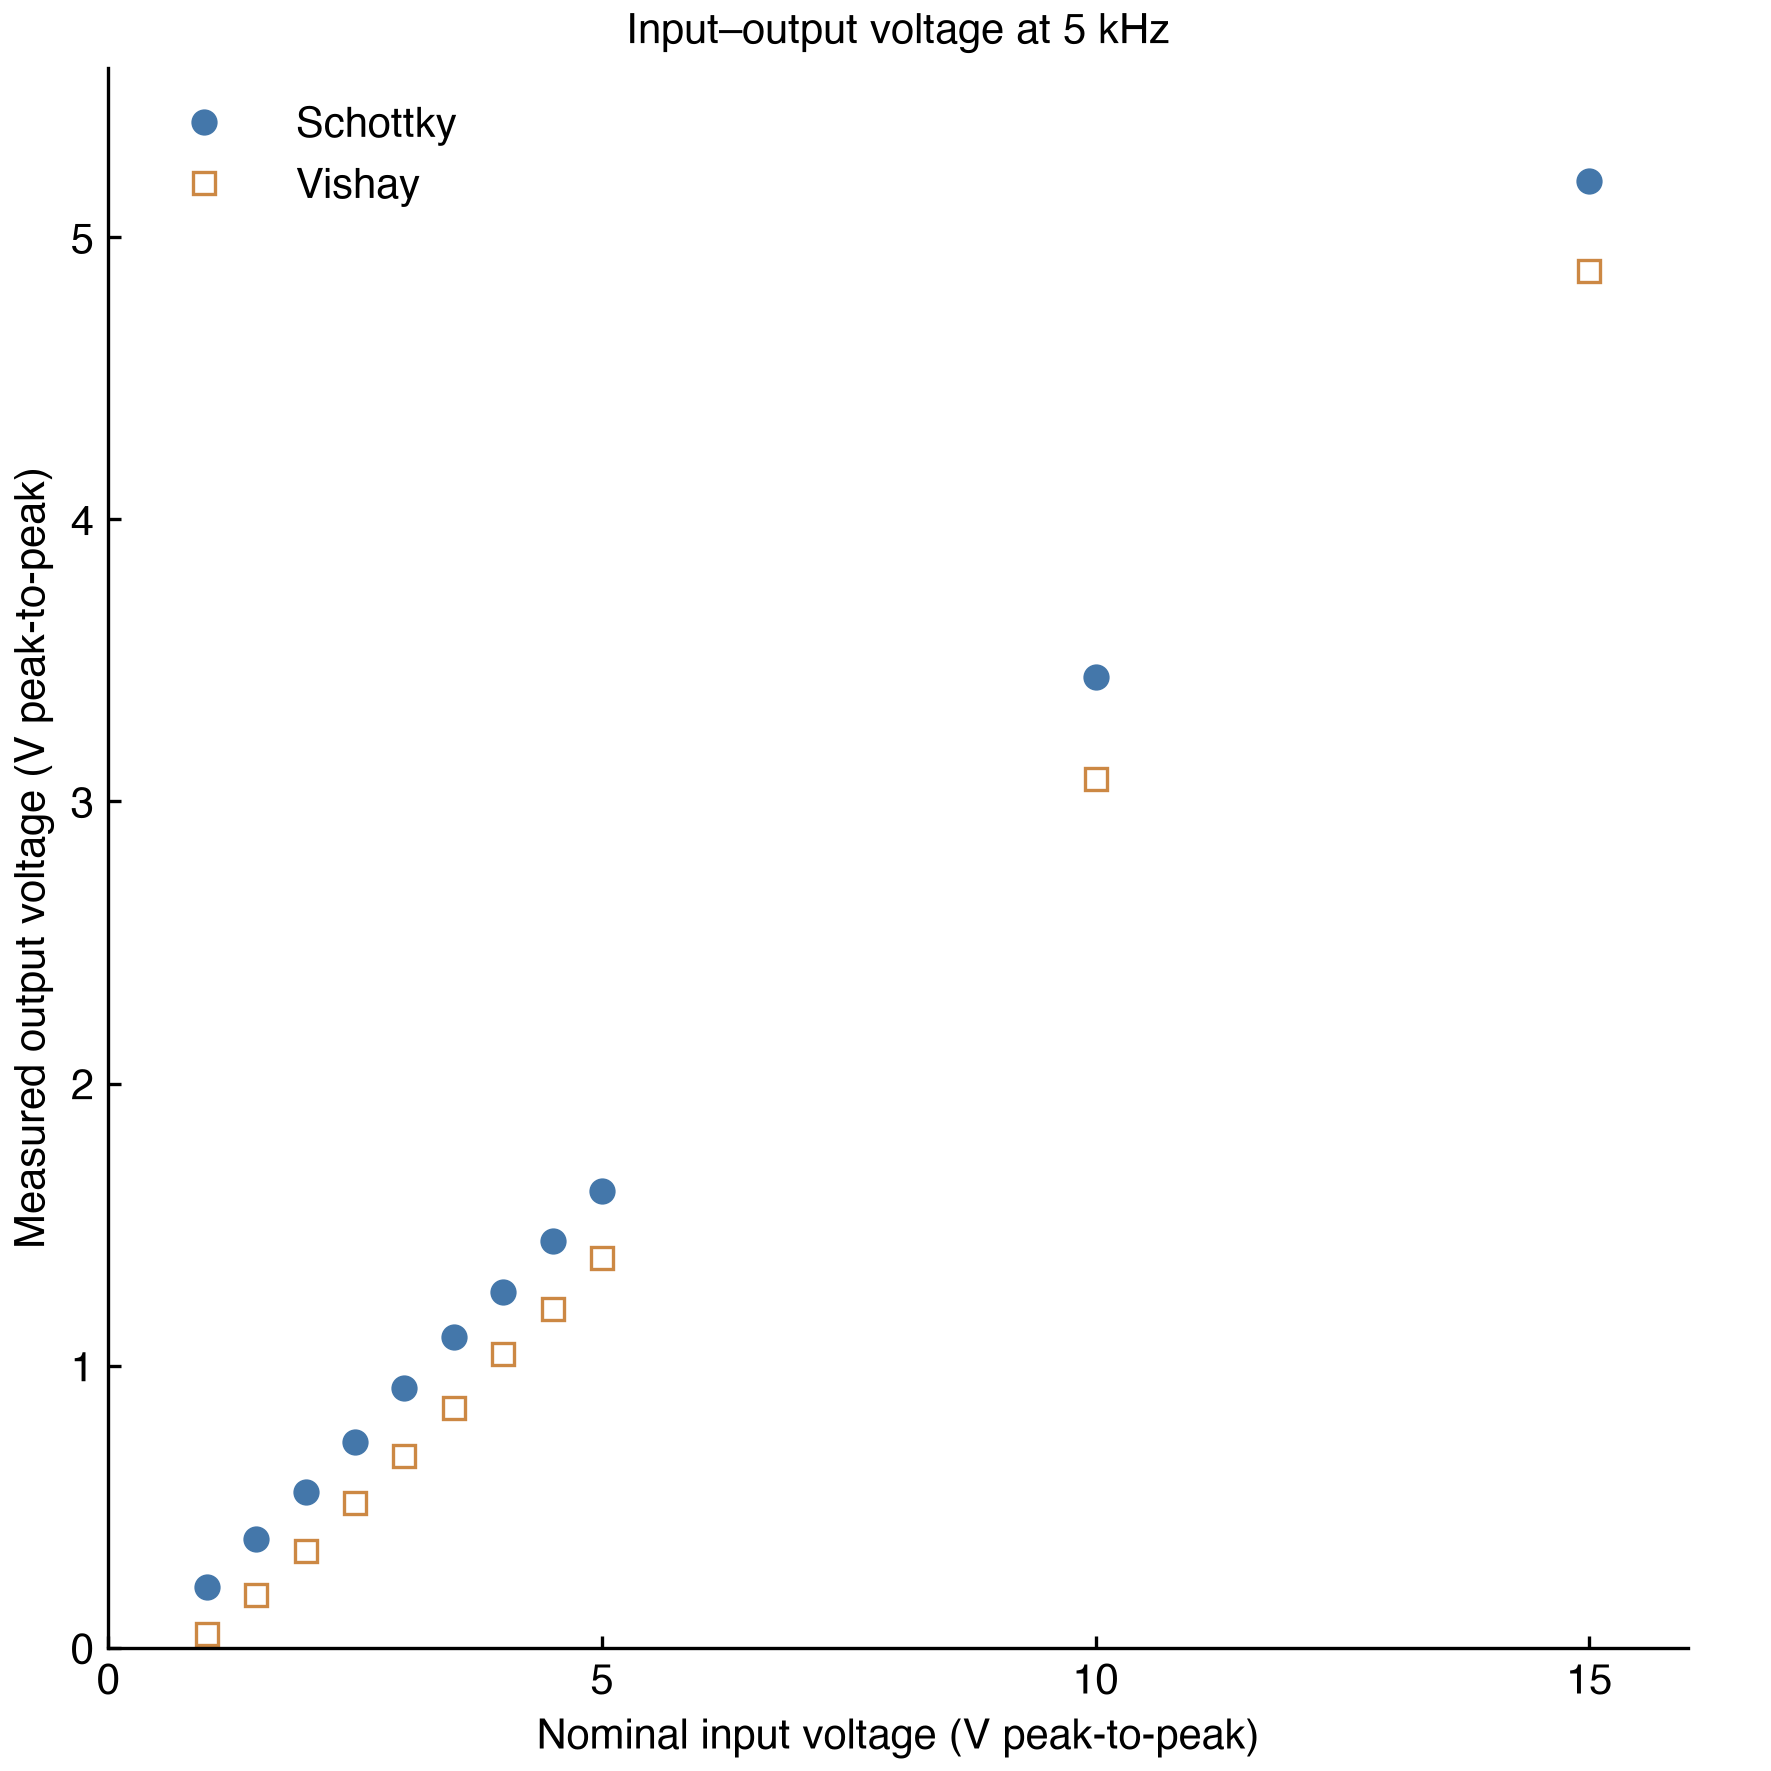 Input–output voltage at 5 kHz
Schottky
Vishay
5
4
3
2
1
0
Measured output voltage (V peak-to-peak)
0 5 10 15
Nominal input voltage (V peak-to-peak)